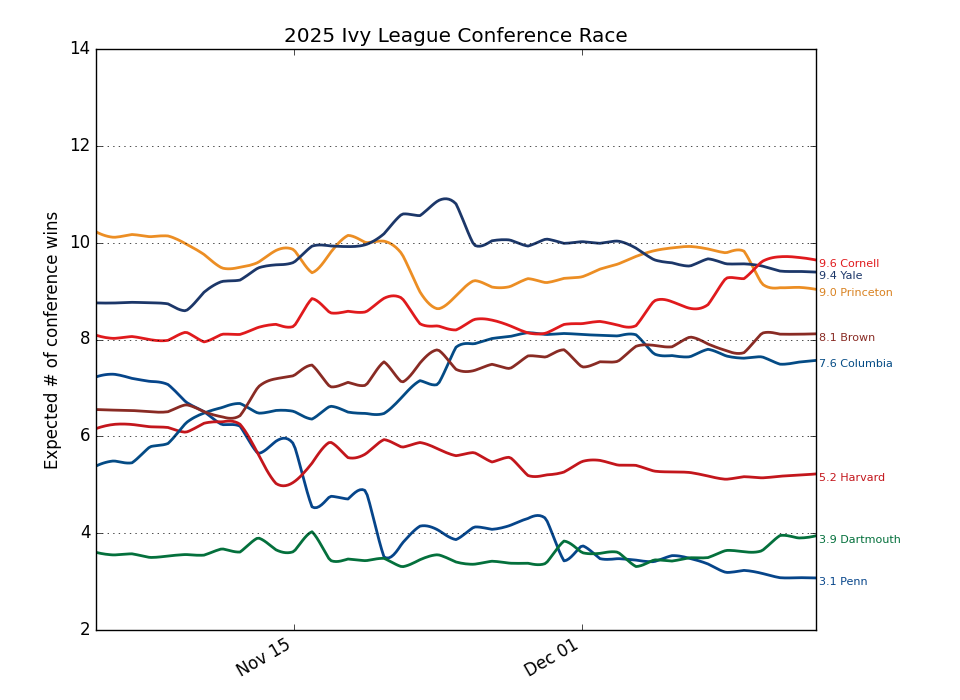 2025 Ivy League Conference Race
Expected # of conference wins
14
12
10
8
6
4
2
Nov 15
Dec 01
9.6 Cornell
9.4 Yale
9.0 Princeton
8.1 Brown
7.6 Columbia
5.2 Harvard
3.9 Dartmouth
3.1 Penn